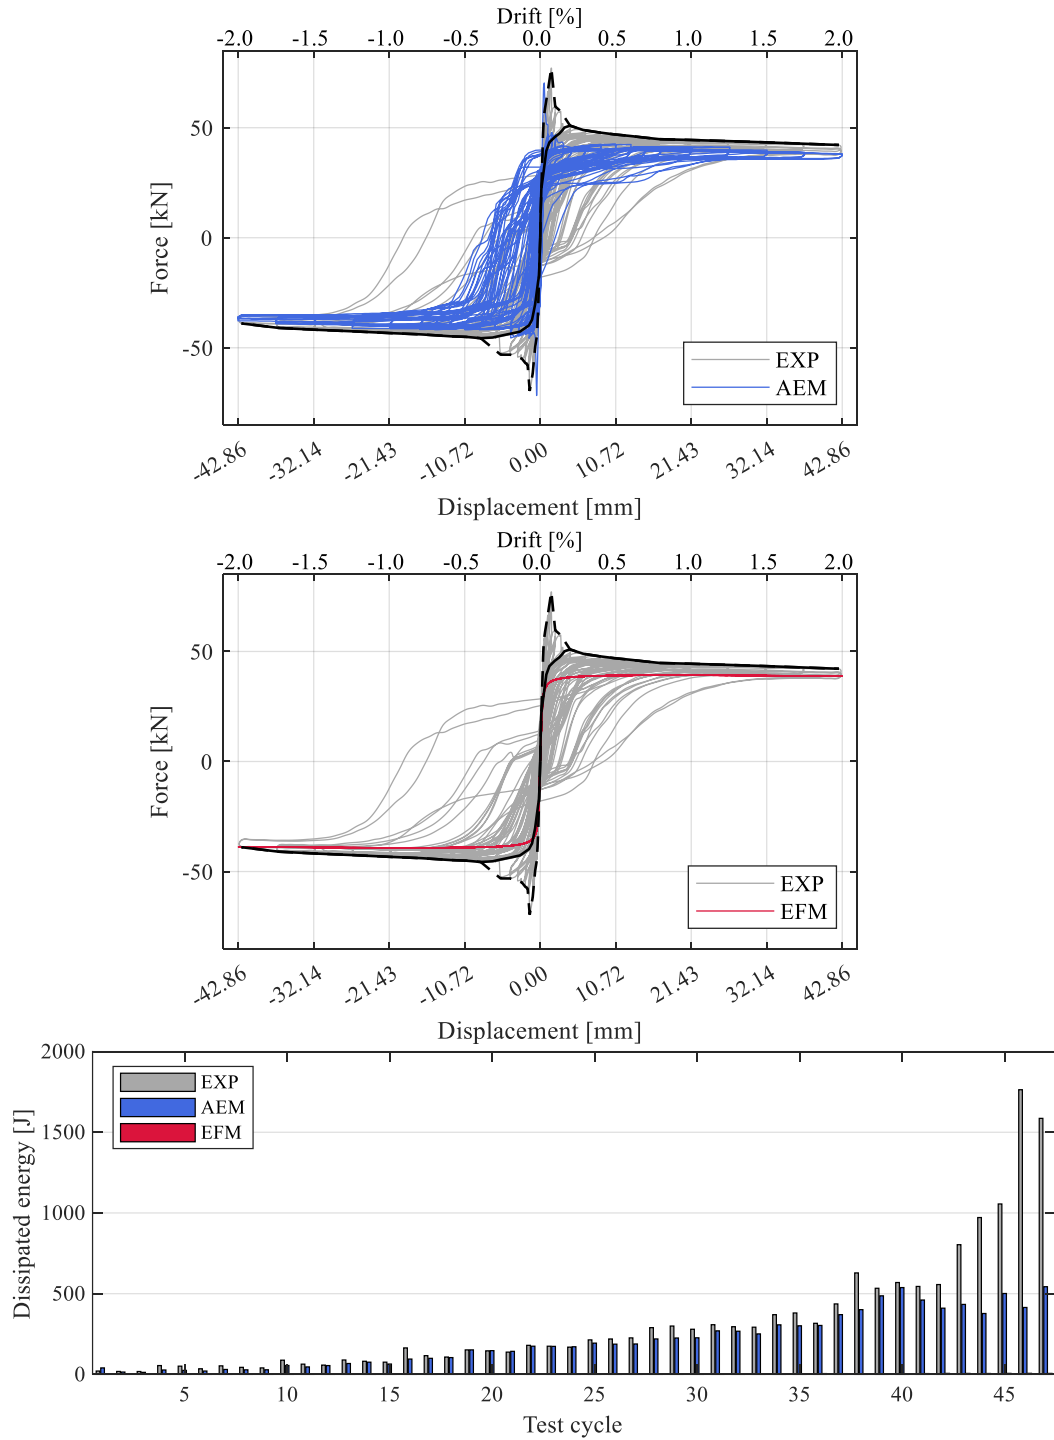 Drift [%]
-2.0 -1.5 -1.0 -0.5 0.0 0.5 1.0 1.5 2.0
50
0
-50
Force [kN]
EXP
AEM
-42.86 -32.14 -21.43 -10.72 0.00 10.72 21.43 32.14 42.86
Displacement [mm]
Drift [%]
-2.0 -1.5 -1.0 -0.5 0.0 0.5 1.0 1.5 2.0
50
0
-50
Force [kN]
EXP
EFM
-42.86 -32.14 -21.43 -10.72 0.00 10.72 21.43 32.14 42.86
Displacement [mm]
2000
1500
1000
500
0
Dissipated energy [J]
EXP
AEM
EFM
5 10 15 20 25 30 35 40 45
Test cycle